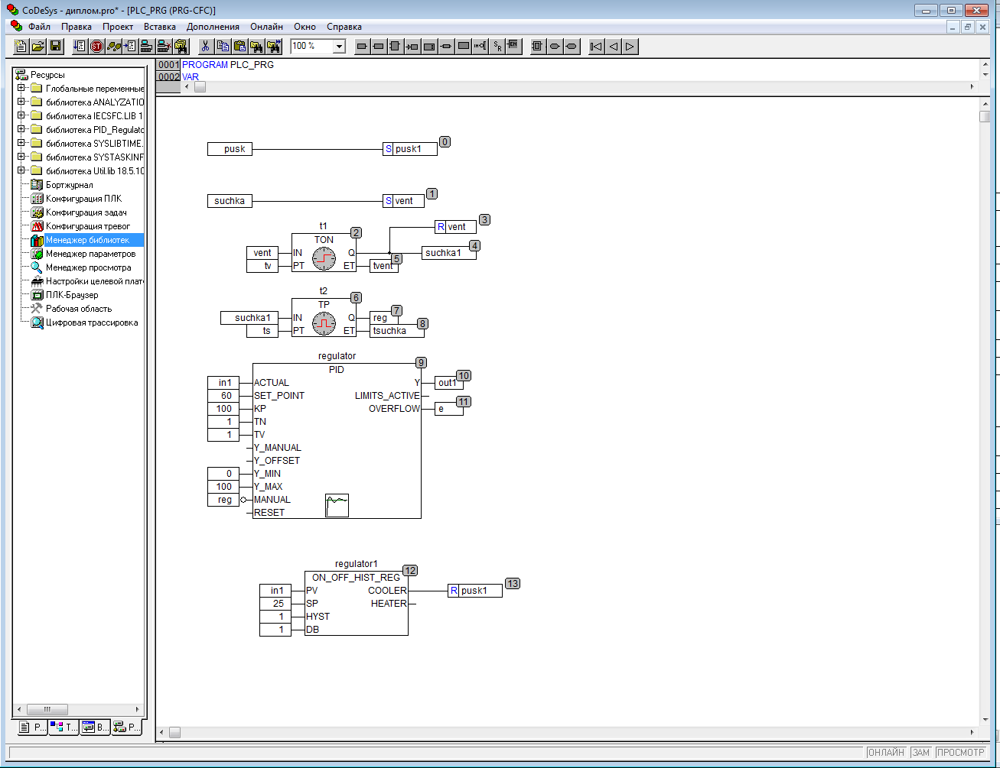 CoDeSys - диплом.pro* - [PLC_PRG (PRG-CFC)]
Файл Правка Проект Вставка Дополнения Онлайн Окно Справка
100 %
Ресурсы
Глобальные переменные
библиотека ANALYZATIO
библиотека IECSFC.LIB 1
библиотека PID_Regulato
библиотека SYSLIBTIME.
библиотека SYSTASKINF
библиотека Util.lib 18.5.10
Бортжурнал
Конфигурация ПЛК
Конфигурация задач
Конфигурация тревог
Менеджер библиотек
Менеджер параметров
Менеджер просмотра
Настройки целевой плат
ПЛК-Браузер
Рабочая область
Цифровая трассировка
Р... Т... В... Р...
0001 PROGRAM PLC_PRG
0002 VAR
pusk S pusk1 0
suchka S vent 1
t1 2 R vent 3
TON
vent IN Q suchka1 4
tv PT ET tvent 5
t2 6
TP
suchka1 IN Q reg 7
ts PT ET tsuchka 8
regulator 9
PID
in1 ACTUAL Y out1 10
60 SET_POINT LIMITS_ACTIVE
100 KP OVERFLOW e 11
1 TN
1 TV
Y_MANUAL
Y_OFFSET
0 Y_MIN
100 Y_MAX
reg MANUAL
RESET
regulator1 12
ON_OFF_HIST_REG
in1 PV COOLER R pusk1 13
25 SP HEATER
1 HYST
1 DB
ОНЛАЙН ЗАМ ПРОСМОТР